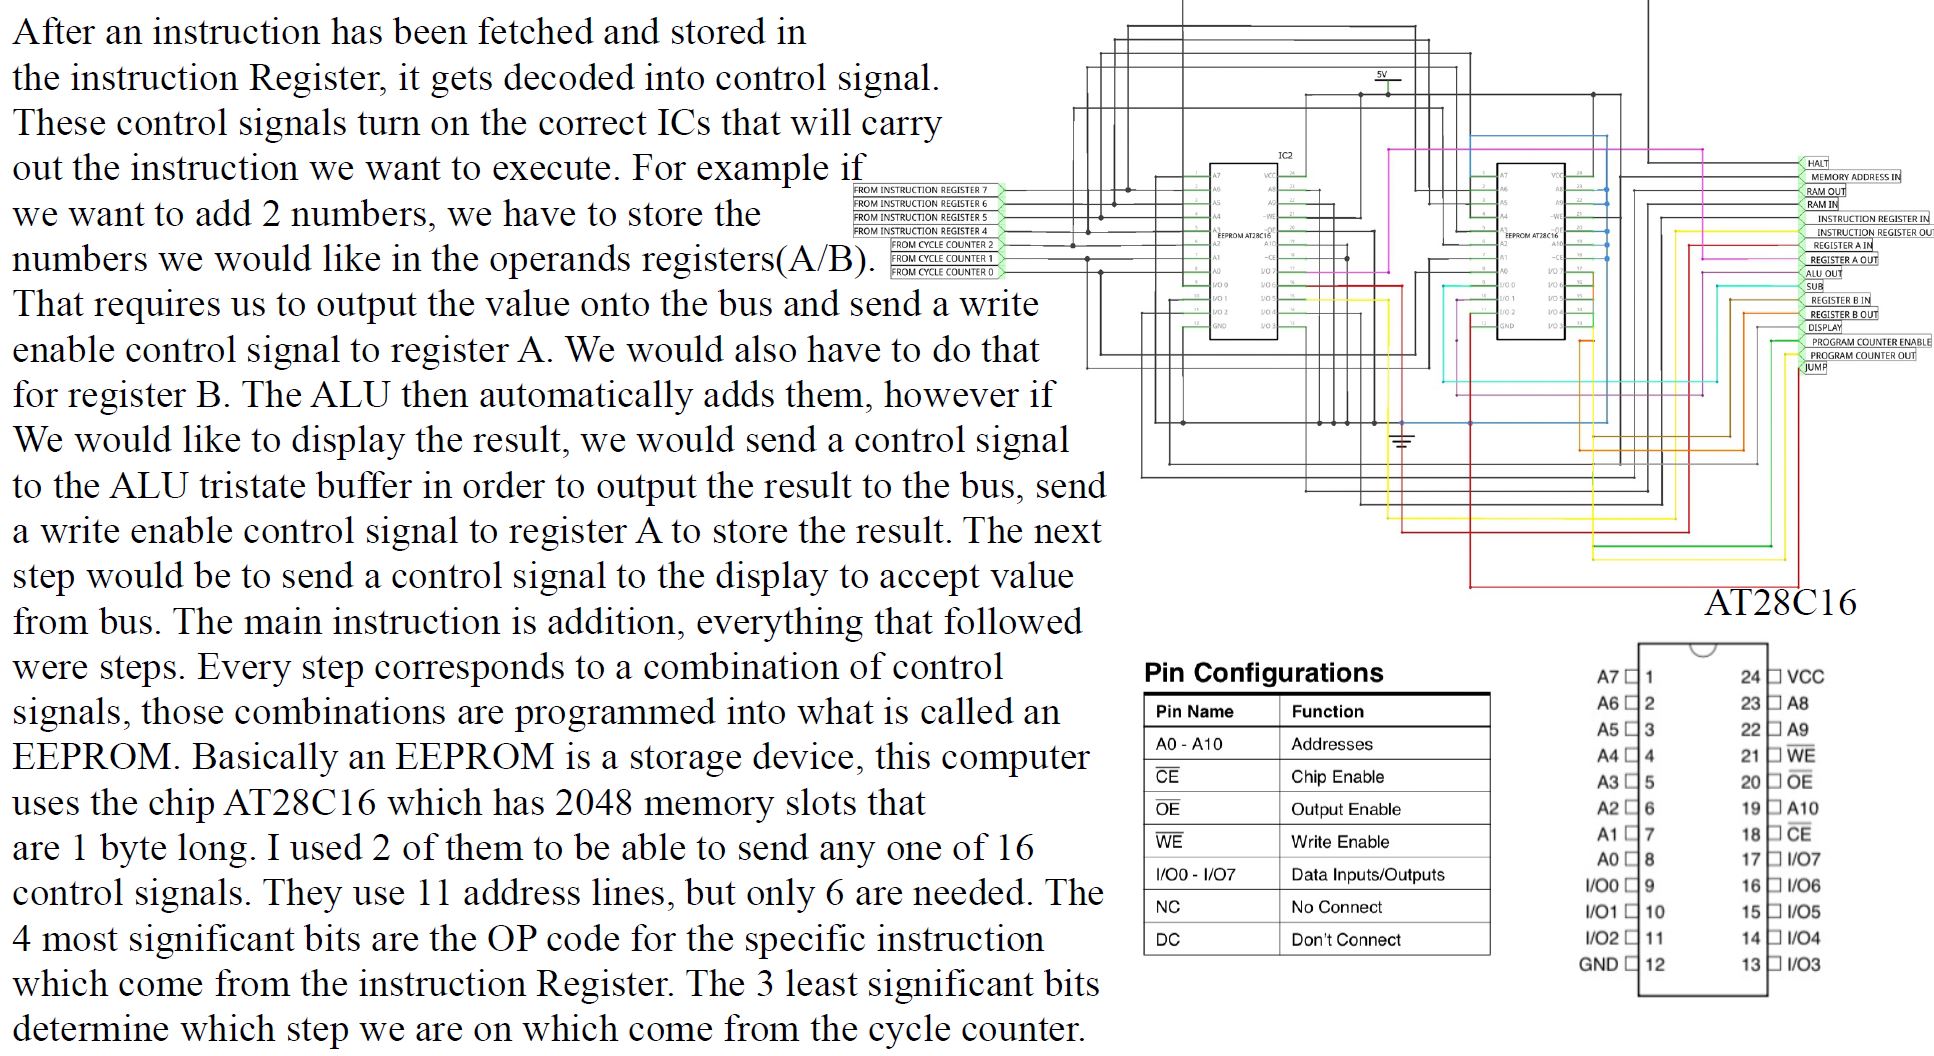 After an instruction has been fetched and stored in
the instruction Register, it gets decoded into control signal.
These control signals turn on the correct ICs that will carry
out the instruction we want to execute. For example if
we want to add 2 numbers, we have to store the
numbers we would like in the operands registers(A/B).
That requires us to output the value onto the bus and send a write
enable control signal to register A. We would also have to do that
for register B. The ALU then automatically adds them, however if
We would like to display the result, we would send a control signal
to the ALU tristate buffer in order to output the result to the bus, send
a write enable control signal to register A to store the result. The next
step would be to send a control signal to the display to accept value
from bus. The main instruction is addition, everything that followed
were steps. Every step corresponds to a combination of control
signals, those combinations are programmed into what is called an
EEPROM. Basically an EEPROM is a storage device, this computer
uses the chip AT28C16 which has 2048 memory slots that
are 1 byte long. I used 2 of them to be able to send any one of 16
control signals. They use 11 address lines, but only 6 are needed. The
4 most significant bits are the OP code for the specific instruction
which come from the instruction Register. The 3 least significant bits
determine which step we are on which come from the cycle counter.
5V
IC2
FROM INSTRUCTION REGISTER 7
FROM INSTRUCTION REGISTER 6
FROM INSTRUCTION REGISTER 5
FROM INSTRUCTION REGISTER 4
FROM CYCLE COUNTER 2
FROM CYCLE COUNTER 1
FROM CYCLE COUNTER 0
EEPROM AT28C16
EEPROM AT28C16
HALT
MEMORY ADDRESS IN
RAM OUT
RAM IN
INSTRUCTION REGISTER IN
INSTRUCTION REGISTER OU
REGISTER A IN
REGISTER A OUT
ALU OUT
SUB
REGISTER B IN
REGISTER B OUT
DISPLAY
PROGRAM COUNTER ENABLE
PROGRAM COUNTER OUT
JUMP
AT28C16
Pin Configurations
Pin Name Function
A0 - A10 Addresses
CE Chip Enable
OE Output Enable
WE Write Enable
I/O0 - I/O7 Data Inputs/Outputs
NC No Connect
DC Don't Connect
A7 1 24 VCC
A6 2 23 A8
A5 3 22 A9
A4 4 21 WE
A3 5 20 OE
A2 6 19 A10
A1 7 18 CE
A0 8 17 I/O7
I/O0 9 16 I/O6
I/O1 10 15 I/O5
I/O2 11 14 I/O4
GND 12 13 I/O3